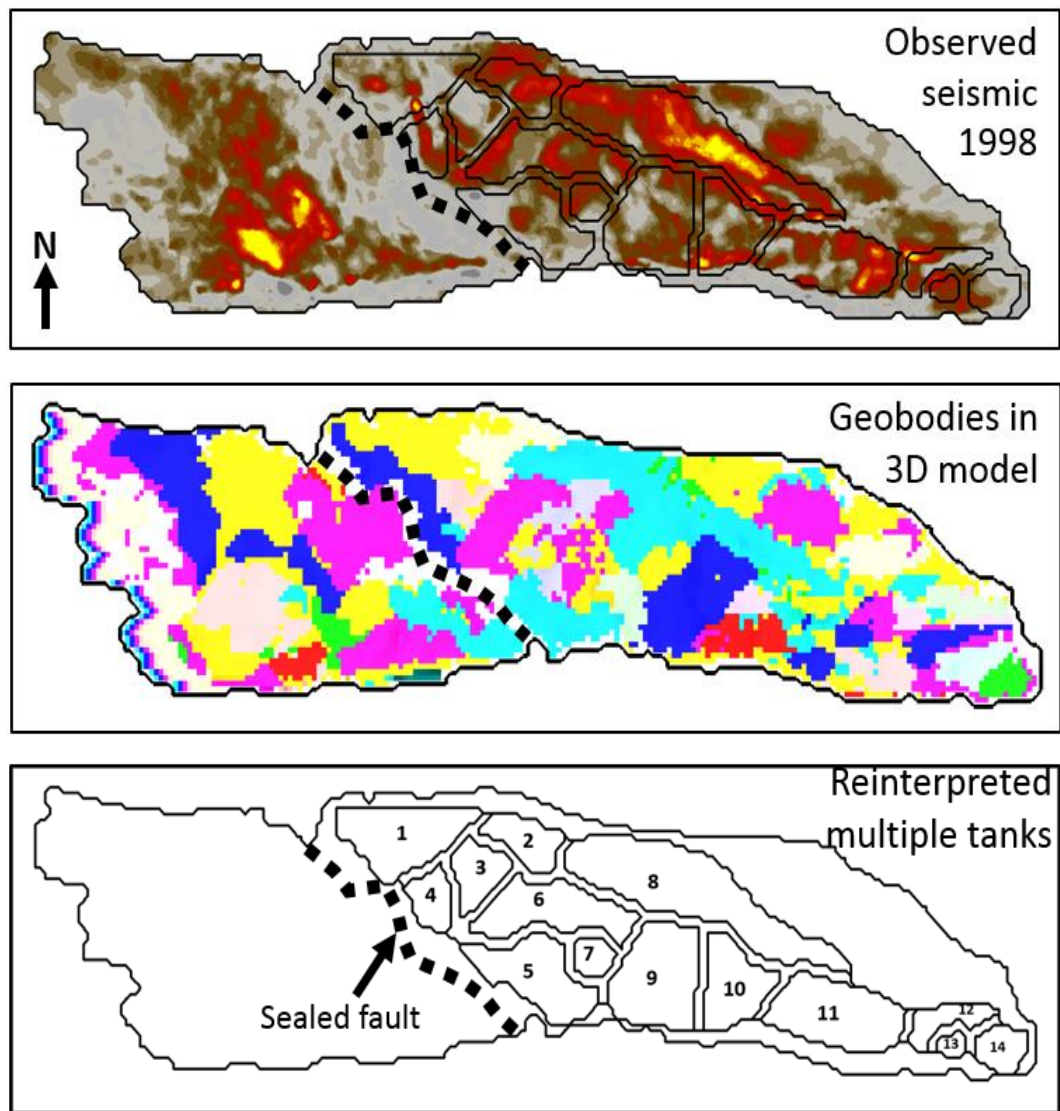 Observed
seismic
1998
N
Geobodies in
3D model
Reinterpreted
multiple tanks
1
2
3
4
6
8
5
7
9
10
11
12
13
14
Sealed fault